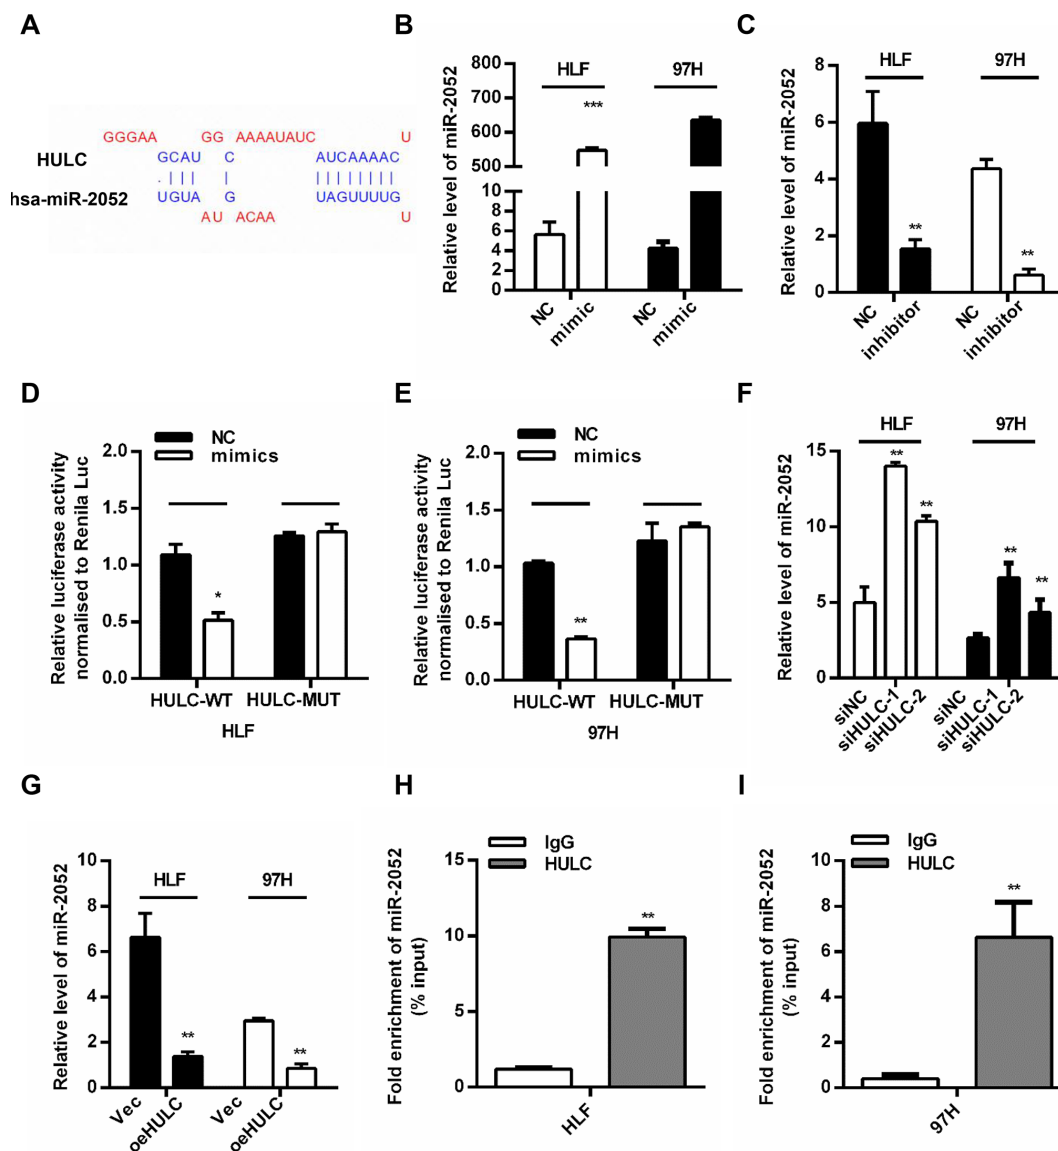 A
GGGAA GG AAAAUAUC U
HULC GCAU C AUCAAAAC
. | | | | | | | | | | | |
hsa-miR-2052 UGUA G UAGUUUUG
AU ACAA U
B
Relative level of miR-2052
HLF 97H
***
800
700
600
500
10
8
6
4
2
0
NC mimic NC mimic
C
Relative level of miR-2052
HLF 97H
8
6
4
2
0
** **
NC inhibitor NC inhibitor
D
NC
mimics
Relative luciferase activity
normalised to Renila Luc
2.0
1.5
1.0
0.5
0.0
*
HULC-WT HULC-MUT
HLF
E
NC
mimics
Relative luciferase activity
normalised to Renila Luc
2.0
1.5
1.0
0.5
0.0
**
HULC-WT HULC-MUT
97H
F
Relative level of miR-2052
HLF 97H
15
10
5
0
** ** ** **
siNC siHULC-1 siHULC-2 siNC siHULC-1 siHULC-2
G
Relative level of miR-2052
HLF 97H
10
8
6
4
2
0
** **
Vec oeHULC Vec oeHULC
H
IgG
HULC
Fold enrichment of miR-2052
(% input)
15
10
5
0
**
HLF
I
IgG
HULC
Fold enrichment of miR-2052
(% input)
10
8
6
4
2
0
**
97H